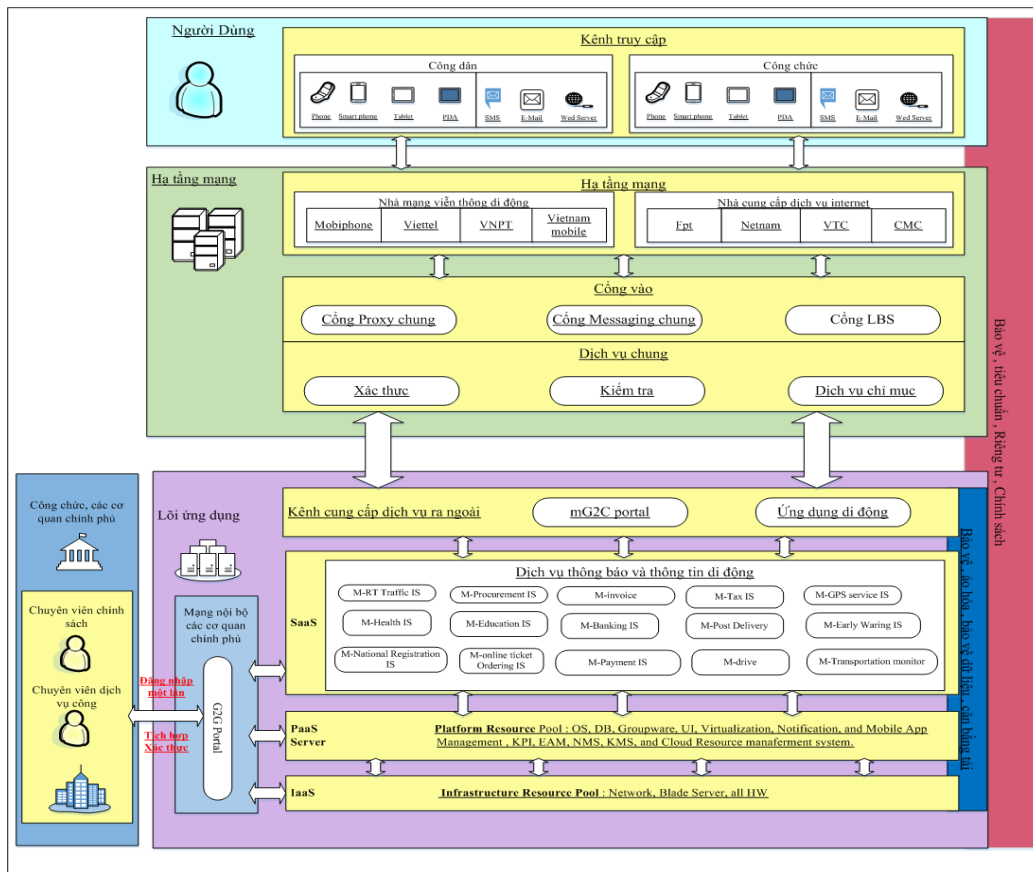 Người Dùng
Kênh truy cập
Công dân
Phone
Smart phone
Tablet
PDA
SMS
E-Mail
Wed Server
Công chức
Phone
Smart phone
Tablet
PDA
SMS
E-Mail
Wed Server
Hạ tầng mạng
Hạ tầng mạng
Nhà mạng viễn thông di động
Mobiphone
Viettel
VNPT
Vietnam
mobile
Nhà cung cấp dịch vụ internet
Fpt
Netnam
VTC
CMC
Cổng vào
Cổng Proxy chung
Cổng Messaging chung
Cổng LBS
Dịch vụ chung
Xác thực
Kiểm tra
Dịch vụ chỉ mục
Bảo vệ , tiêu chuẩn , Riêng tư , Chính sách
Công chức, các cơ
quan chính phủ
Chuyên viên chính
sách
Chuyên viên dịch
vụ công
Đăng nhập
một lần
Tích hợp
Xác thực
Lõi ứng dụng
Mạng nội bộ
các cơ quan
chính phủ
G2G Portal
Kênh cung cấp dịch vụ ra ngoài
mG2C portal
Ứng dụng di động
SaaS
Dịch vụ thông báo và thông tin di động
M-RT Traffic IS
M-Procurement IS
M-invoice
M-Tax IS
M-GPS service IS
M-Health IS
M-Education IS
M-Banking IS
M-Post Delivery
M-Early Waring IS
M-National Registration
IS
M-online ticket
Ordering IS
M-Payment IS
M-drive
M-Transportation monitor
PaaS
Server
Platform Resource Pool : OS, DB, Groupware, UI, Virtualization, Notification, and Mobile App
Management , KPI, EAM, NMS, KMS, and Cloud Resource manaferment system.
IaaS
Infrastructure Resource Pool : Network, Blade Server, all HW
Bảo vệ , ảo hóa , bảo vệ dữ liệu , cân bằng tải